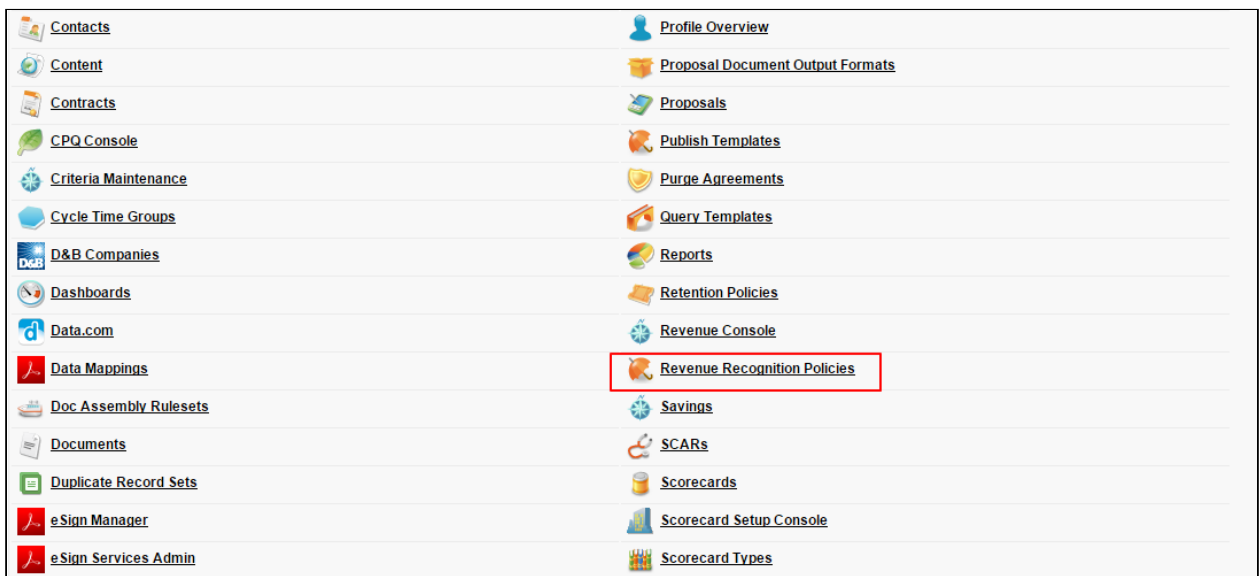 Contacts
Content
Contracts
CPQ Console
Criteria Maintenance
Cycle Time Groups
D&B D&B Companies
Dashboards
d Data.com
Data Mappings
Doc Assembly Rulesets
Documents
Duplicate Record Sets
eSign Manager
eSign Services Admin
Profile Overview
Proposal Document Output Formats
Proposals
Publish Templates
Purge Agreements
Query Templates
Reports
Retention Policies
Revenue Console
Revenue Recognition Policies
Savings
SCARs
Scorecards
Scorecard Setup Console
Scorecard Types